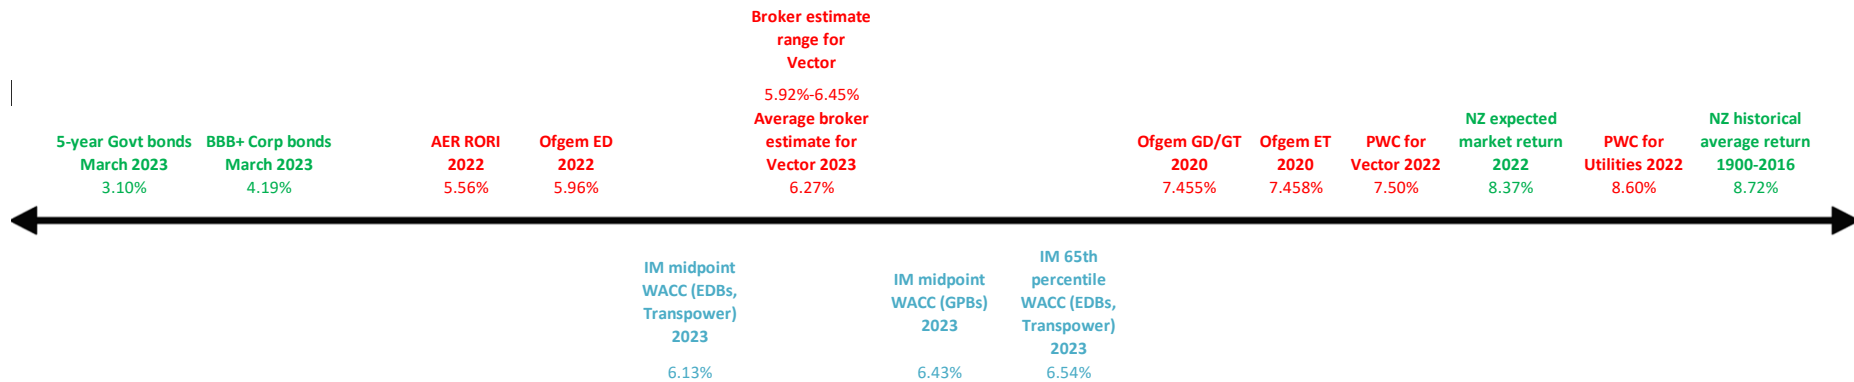 Broker estimate
range for
Vector
5.92%-6.45%
5-year Govt bonds
March 2023
3.10%
BBB+ Corp bonds
March 2023
4.19%
AER RORI
2022
5.56%
Ofgem ED
2022
5.96%
Average broker
estimate for
Vector 2023
6.27%
Ofgem GD/GT
2020
7.455%
Ofgem ET
2020
7.458%
PWC for
Vector 2022
7.50%
NZ expected
market return
2022
8.37%
PWC for
Utilities 2022
8.60%
NZ historical
average return
1900-2016
8.72%
IM midpoint
WACC (EDBs,
Transpower)
2023
6.13%
IM midpoint
WACC (GPBs)
2023
6.43%
IM 65th
percentile
WACC (EDBs,
Transpower)
2023
6.54%